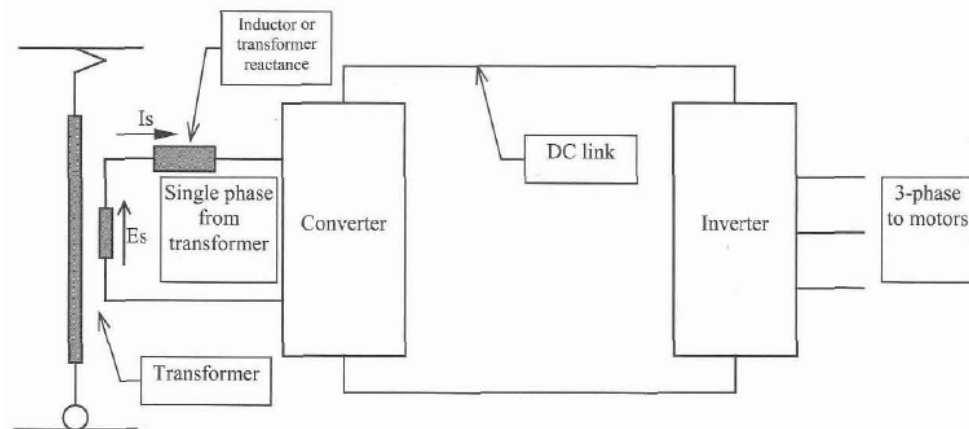 Inductor or
transformer
reactance
Is
DC link
Single phase
from
transformer
Es
Converter
Inverter
3-phase
to motors
Transformer